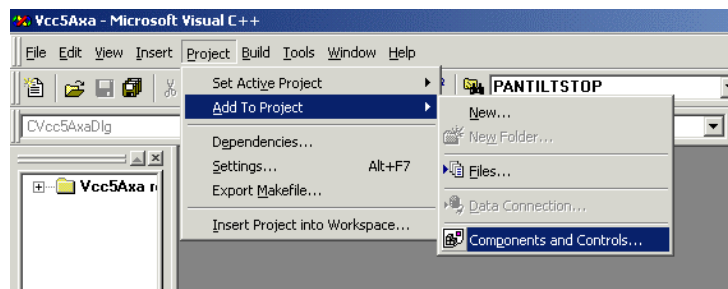 Vcc5Axa - Microsoft Visual C++
File Edit View Insert Project Build Tools Window Help
PANTILTSTOP
CVcc5AxaDlg
Vcc5Axa
Set Active Project
Add To Project
Dependencies...
Settings... Alt+F7
Export Makefile...
Insert Project into Workspace...
New...
New Folder...
Files...
Data Connection...
Components and Controls...